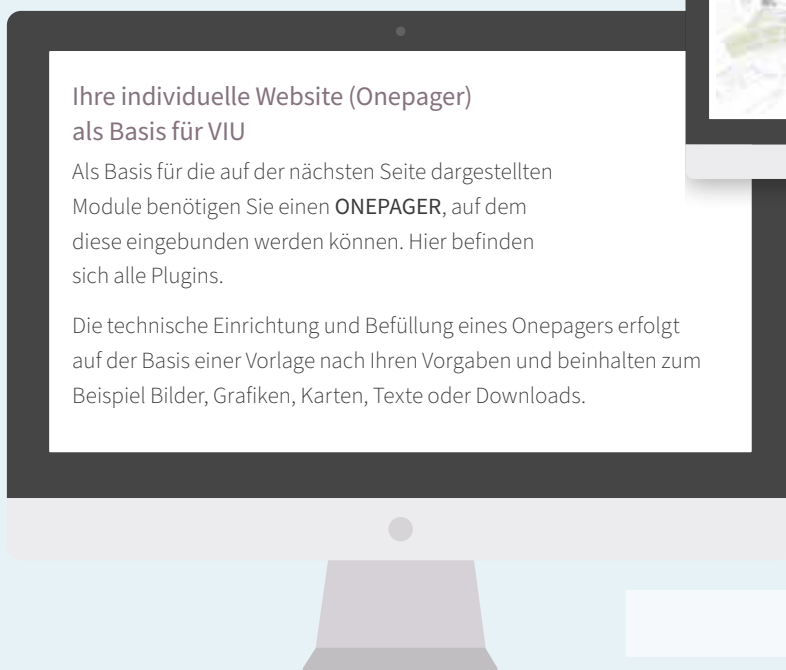 Ihre individuelle Website (Onepager)
als Basis für VIU
Als Basis für die auf der nächsten Seite dargestellten
Module benötigen Sie einen ONEPAGER, auf dem
diese eingebunden werden können. Hier befinden
sich alle Plugins.
Die technische Einrichtung und Befüllung eines Onepagers erfolgt
auf der Basis einer Vorlage nach Ihren Vorgaben und beinhalten zum
Beispiel Bilder, Grafiken, Karten, Texte oder Downloads.